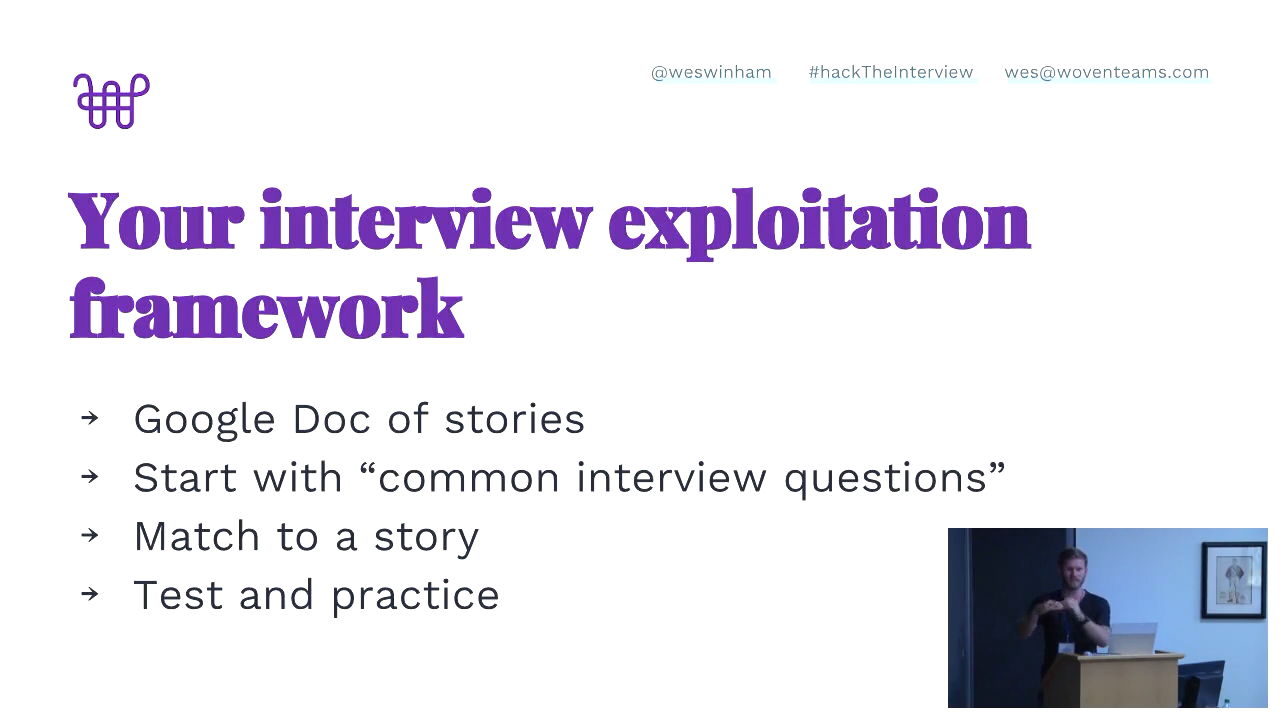 @weswinham #hackTheInterview wes@woventeams.com
Your interview exploitation
framework
→ Google Doc of stories
→ Start with “common interview questions”
→ Match to a story
→ Test and practice